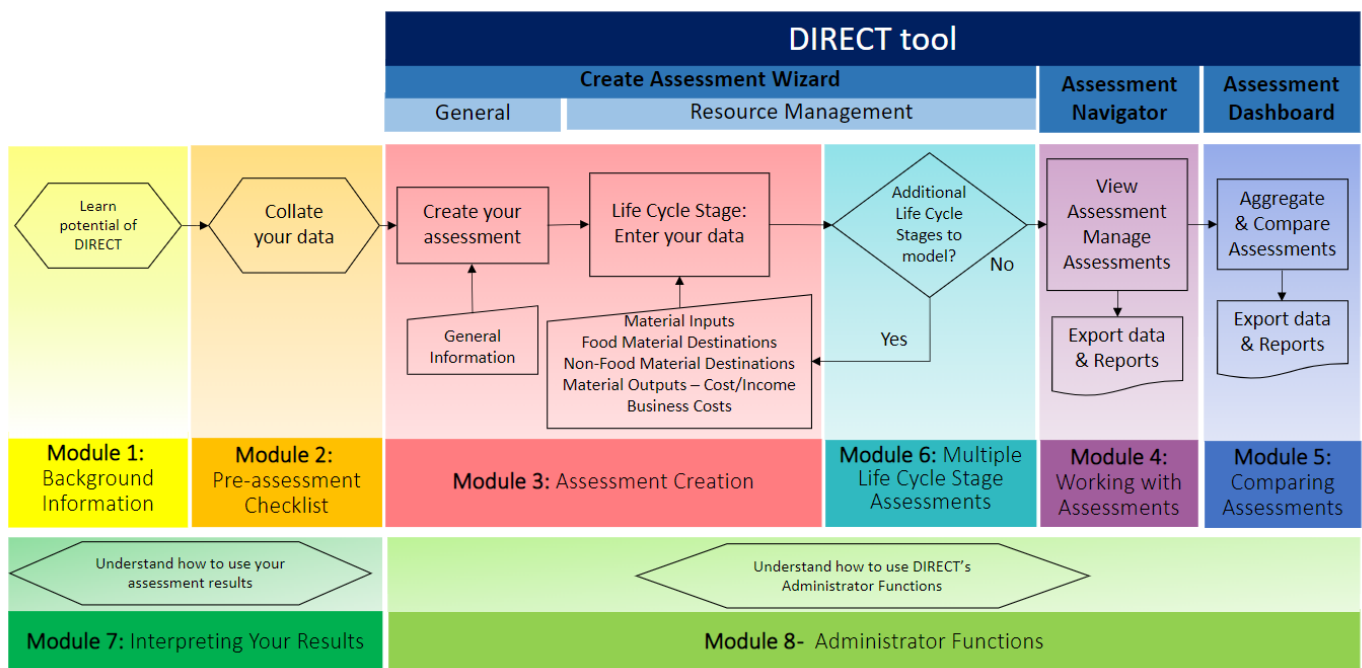 DIRECT tool
Create Assessment Wizard
General
Resource Management
Assessment
Navigator
Assessment
Dashboard
Learn
potential of
DIRECT
Collate
your data
Create your
assessment
General
Information
Life Cycle Stage:
Enter your data
Material Inputs
Food Material Destinations
Non-Food Material Destinations
Material Outputs – Cost/Income
Business Costs
Additional
Life Cycle
Stages to
model?
No
Yes
View
Assessment
Manage
Assessments
Export data
& Reports
Aggregate
& Compare
Assessments
Export data
& Reports
Module 1:
Background
Information
Module 2:
Pre-assessment
Checklist
Module 3: Assessment Creation
Module 6: Multiple
Life Cycle Stage
Assessments
Module 4:
Working with
Assessments
Module 5:
Comparing
Assessments
Understand how to use your
assessment results
Understand how to use DIRECT's
Administrator Functions
Module 7: Interpreting Your Results
Module 8- Administrator Functions